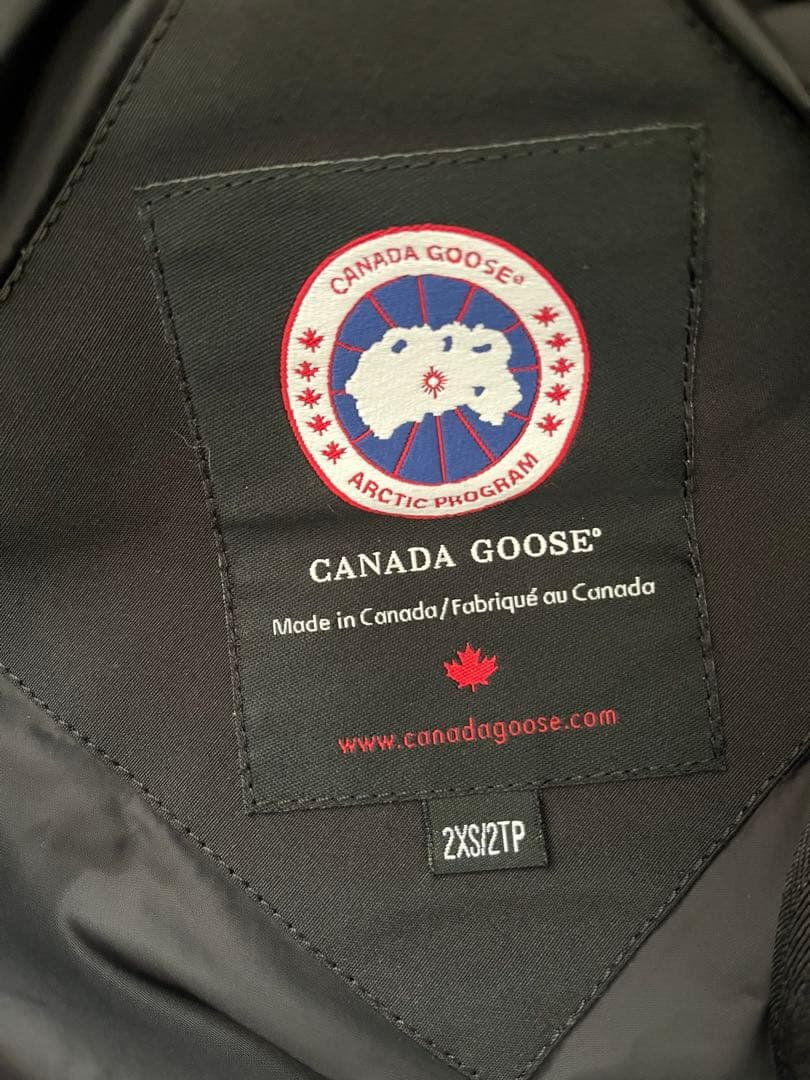 CANADA GOOSE®
ARCTIC PROGRAM
CANADA GOOSE®
Made in Canada/Fabriqué au Canada
www.canadagoose.com
2XS/2TP